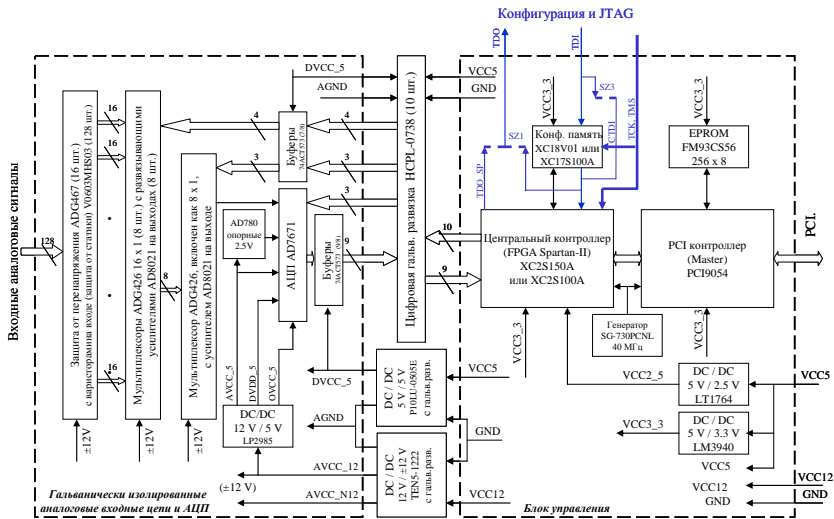 Конфигурация и JTAG
TDO
TDI
DVCC_5
AGND
VCC5
GND
VCC3_3
VCC3_3
SZ3
SZ1
CTDI
TCK, TMS
TDO_SP
Входные аналоговые сигналы
128
Защита от перенапряжения ADG467 (16 шт.)
с варисторамина входе (защита от статики) V0603MHS03 (128 шт.)
16
16
16
Мультиплексоры ADG426 16 x 1 (8 шт.) с развязывающими
усилителями AD8021 на выходах (8 шт.)
8
Мультиплексор ADG426, включен как 8 x 1,
с усилителем AD8021 на выходе
4
3
Буферы
74ACT571 (7/8)
4
3
3
AD780
опорные
2.5V
АЦП AD7671
Буферы
74ACT571 (9/8)
9
Цифровая гальв. развязка HCPL-0738 (10 шт.)
10
9
Конф. память
XC18V01 или
XC17S100A
EPROM
FM93CS56
256 x 8
Центральный контроллер
(FPGA Spartan-II)
XC2S150A
или XC2S100A
PCI контроллер
(Master)
PCI9054
PCI.
Генератор
SG-730PCNL
40 МГц
VCC3_3
VCC3_3
AVCC_5
DVDD_5
OVCC_5
DVCC_5
AGND
DC / DC
5 V / 5 V
P10LU-0505E
с гальв.разв.
VCC5
GND
VCC2_5
DC / DC
5 V / 2.5 V
LT1764
VCC5
DC/DC
12 V / 5 V
LP2985
VCC3_3
DC / DC
5 V / 3.3 V
LM3940
±12V
±12V
±12V
(±12 V)
AVCC_12
AVCC_N12
DC / DC
12 V / ±12 V
TEN5-1222
с гальв.разв.
VCC12
VCC5
VCC12
VCC12
GND
GND
Гальванически изолированные
аналоговые входные цепи и АЦП
Блок управления